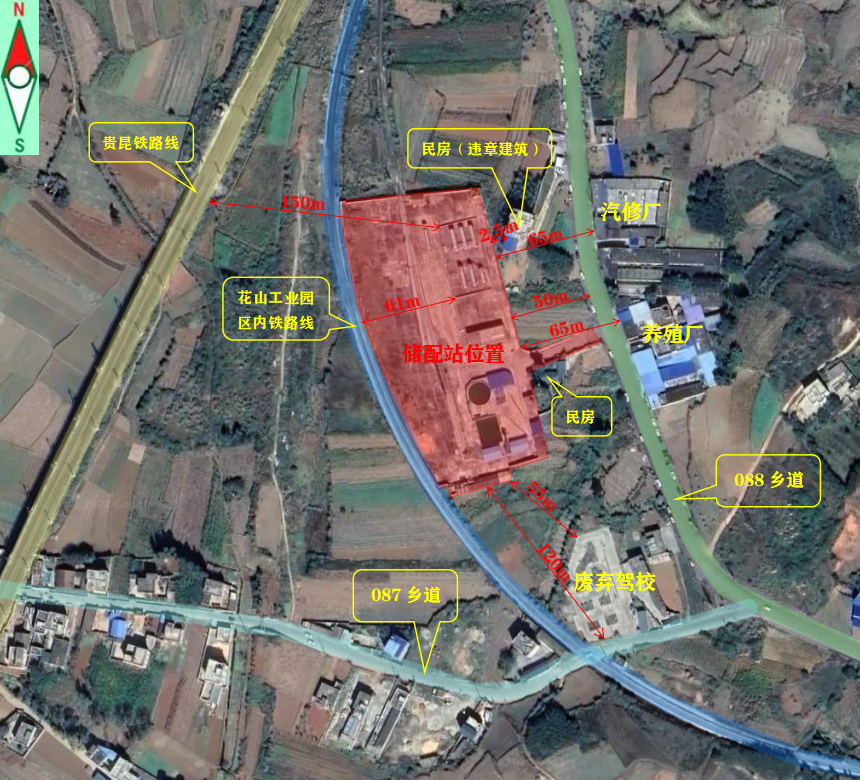 N
S
贵昆铁路线
民房（违章建筑）
汽修厂
150m
2.5m
65m
花山工业园
区内铁路线
61m
50m
65m
养殖厂
储配站位置
民房
088 乡道
35m
120m
废弃驾校
087 乡道